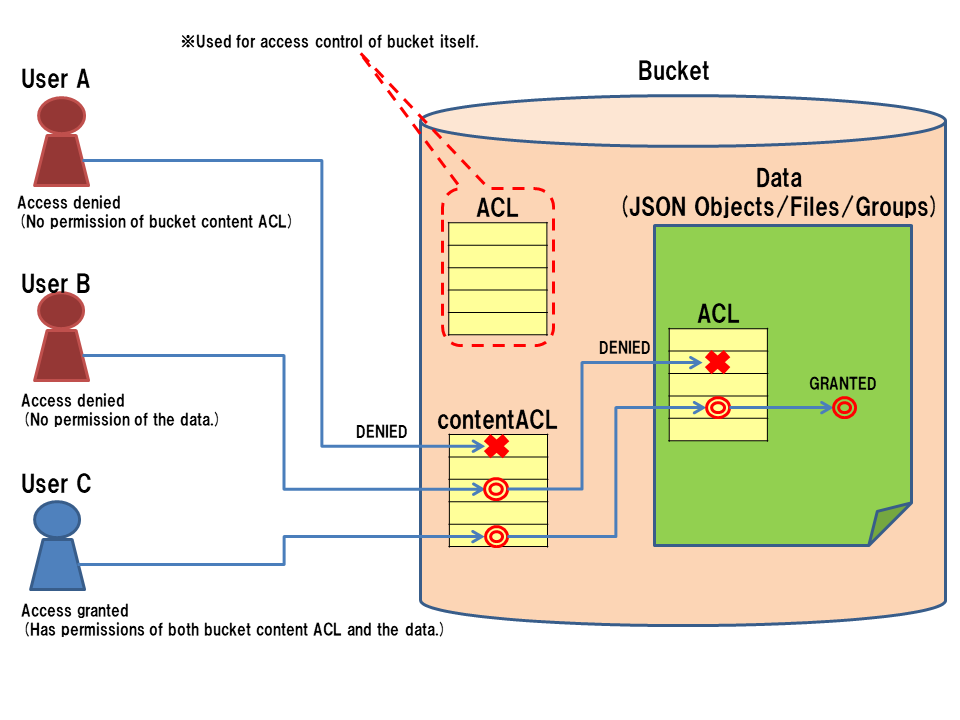 ※Used for access control of bucket itself.
User A
Access denied
(No permission of bucket content ACL)
User B
Access denied
(No permission of the data.)
User C
Access granted
(Has permissions of both bucket content ACL and the data.)
Bucket
ACL
Data
(JSON Objects/Files/Groups)
ACL
DENIED
GRANTED
contentACL
DENIED